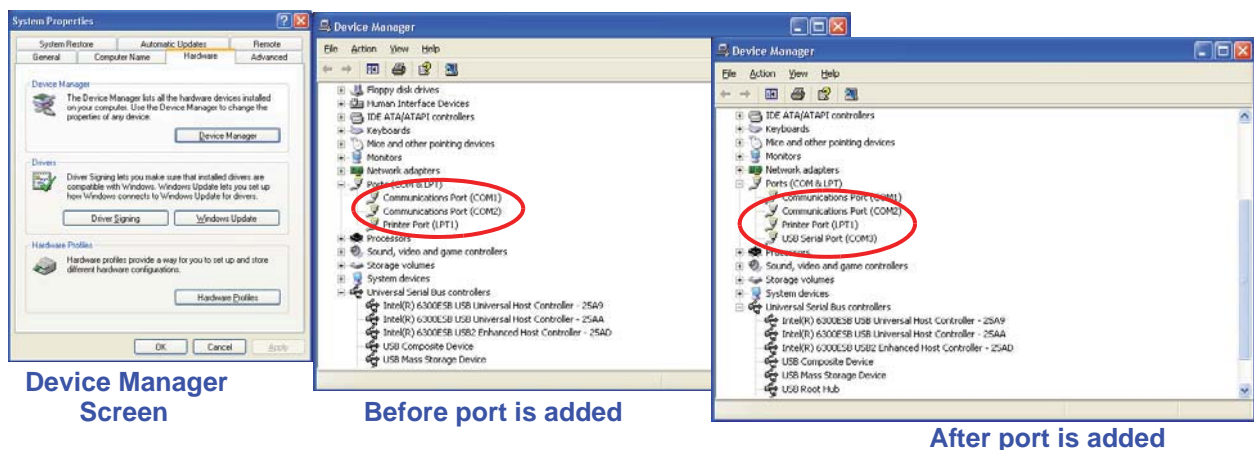 System Properties
System Restore Automatic Updates Remote
General Computer Name Hardware Advanced
Device Manager
The Device Manager lists all the hardware devices installed
on your computer. Use the Device Manager to change the
properties of any device.
Device Manager
Drivers
Driver Signing lets you make sure that installed drivers are
compatible with Windows. Windows Update lets you set up
how Windows connects to Windows Update for drivers.
Driver Signing Windows Update
Hardware Profiles
Hardware profiles provide a way for you to set up and store
different hardware configurations.
Hardware Profiles
OK Cancel Apply
Device Manager
Screen
Device Manager
File Action View Help
Floppy disk drives
Human Interface Devices
IDE ATA/ATAPI controllers
Keyboards
Mice and other pointing devices
Monitors
Network adapters
Ports (COM & LPT)
Communications Port (COM1)
Communications Port (COM2)
Printer Port (LPT1)
Processors
Sound, video and game controllers
Storage volumes
System devices
Universal Serial Bus controllers
Intel(R) 6300ESB USB Universal Host Controller - 25A9
Intel(R) 6300ESB USB Universal Host Controller - 25AA
Intel(R) 6300ESB USB2 Enhanced Host Controller - 25AD
USB Composite Device
USB Mass Storage Device
Before port is added
Device Manager
File Action View Help
IDE ATA/ATAPI controllers
Keyboards
Mice and other pointing devices
Monitors
Network adapters
Ports (COM & LPT)
Communications Port (COM1)
Communications Port (COM2)
Printer Port (LPT1)
USB Serial Port (COM3)
Processors
Sound, video and game controllers
Storage volumes
System devices
Universal Serial Bus controllers
Intel(R) 6300ESB USB Universal Host Controller - 25A9
Intel(R) 6300ESB USB Universal Host Controller - 25AA
Intel(R) 6300ESB USB2 Enhanced Host Controller - 25AD
USB Composite Device
USB Mass Storage Device
USB Root Hub
After port is added